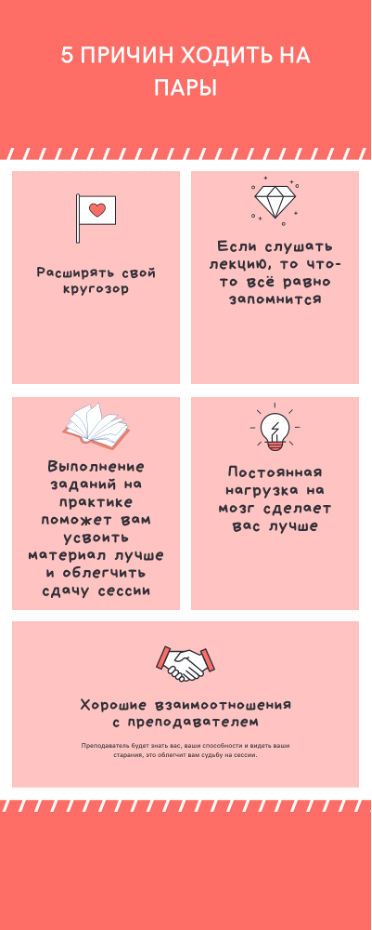 5 ПРИЧИН ХОДИТЬ НА
ПАРЫ
Расширять свой
кругозор
Если слушать
лекцию, то что-
то всё равно
запомнится
Выполнение
заданий на
практике
поможет вам
усвоить
материал лучше
и облегчить
сдачу сессии
Постоянная
нагрузка на
мозг сделает
вас лучше
Хорошие взаимоотношения
с преподавателем
Преподаватель будет знать вас, ваши способности и видеть ваши
старания, это облегчит вам судьбу на сессии.